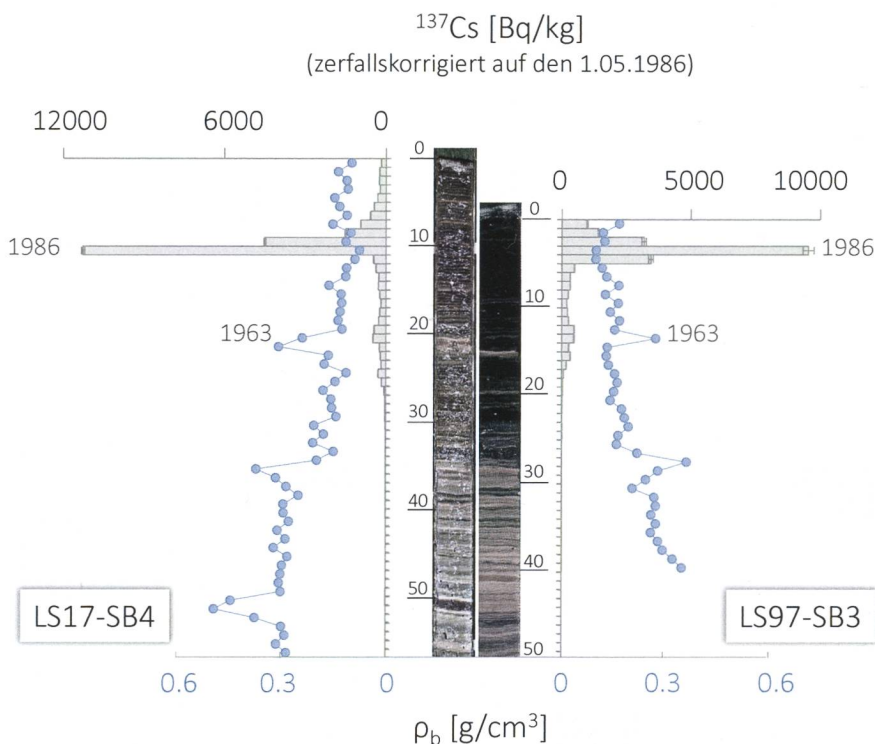 ¹³⁷Cs [Bq/kg]
(zerfallskorrigiert auf den 1.05.1986)
12000 6000 0
0 5000 10000
0
10
20
30
40
50
0
10
20
30
40
50
1986
1963
1986
1963
LS17-SB4
LS97-SB3
0.6 0.3 0
0 0.3 0.6
ρb [g/cm³]